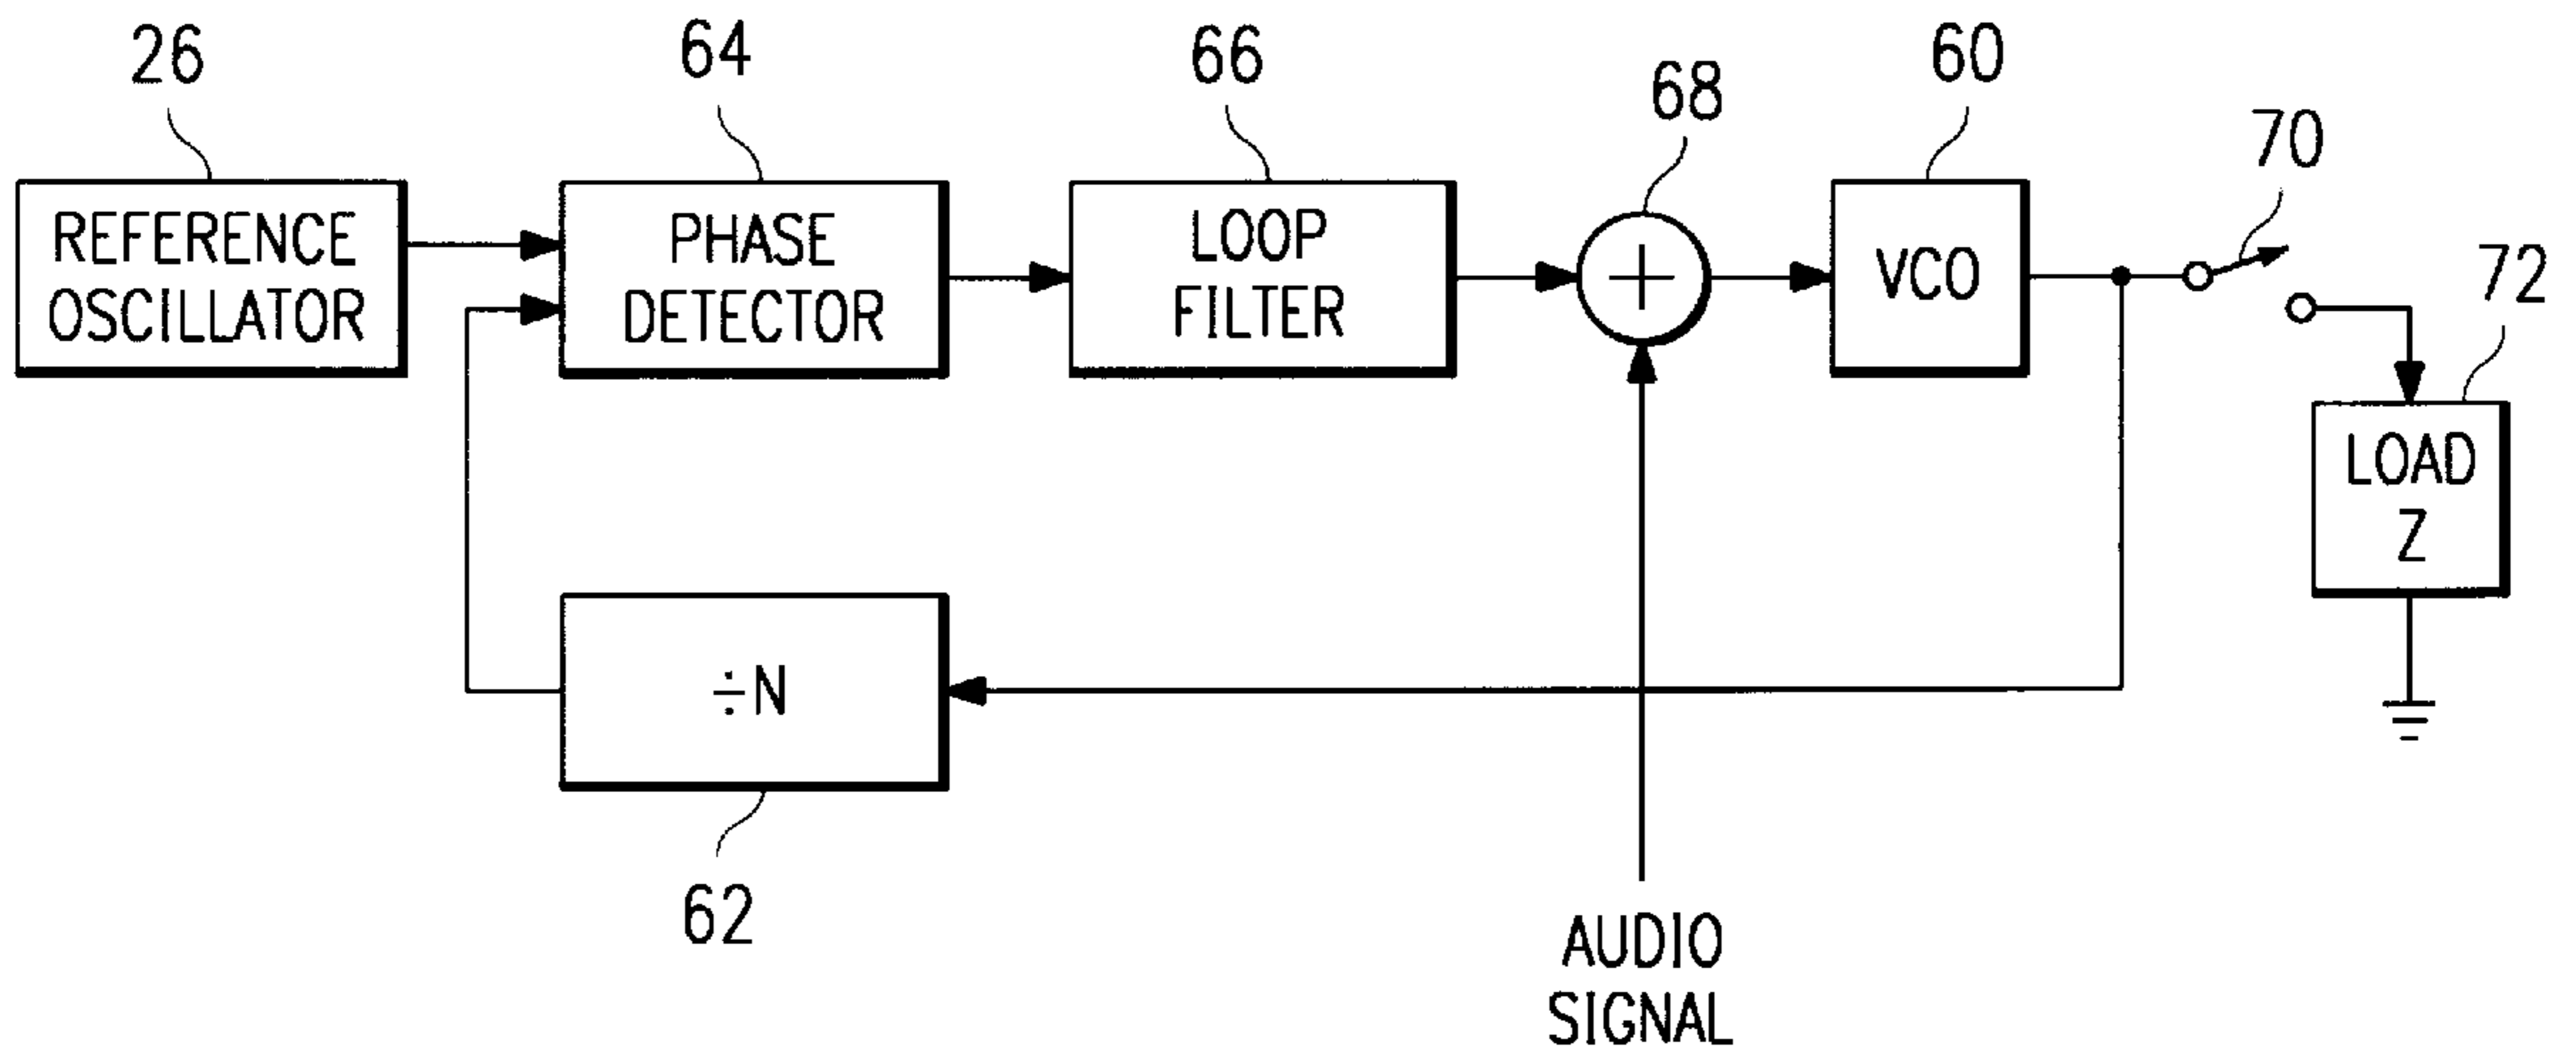 26
64
66
68
60
70
72
REFERENCE
OSCILLATOR
PHASE
DETECTOR
LOOP
FILTER
+
VCO
LOAD
Z
÷N
62
AUDIO
SIGNAL